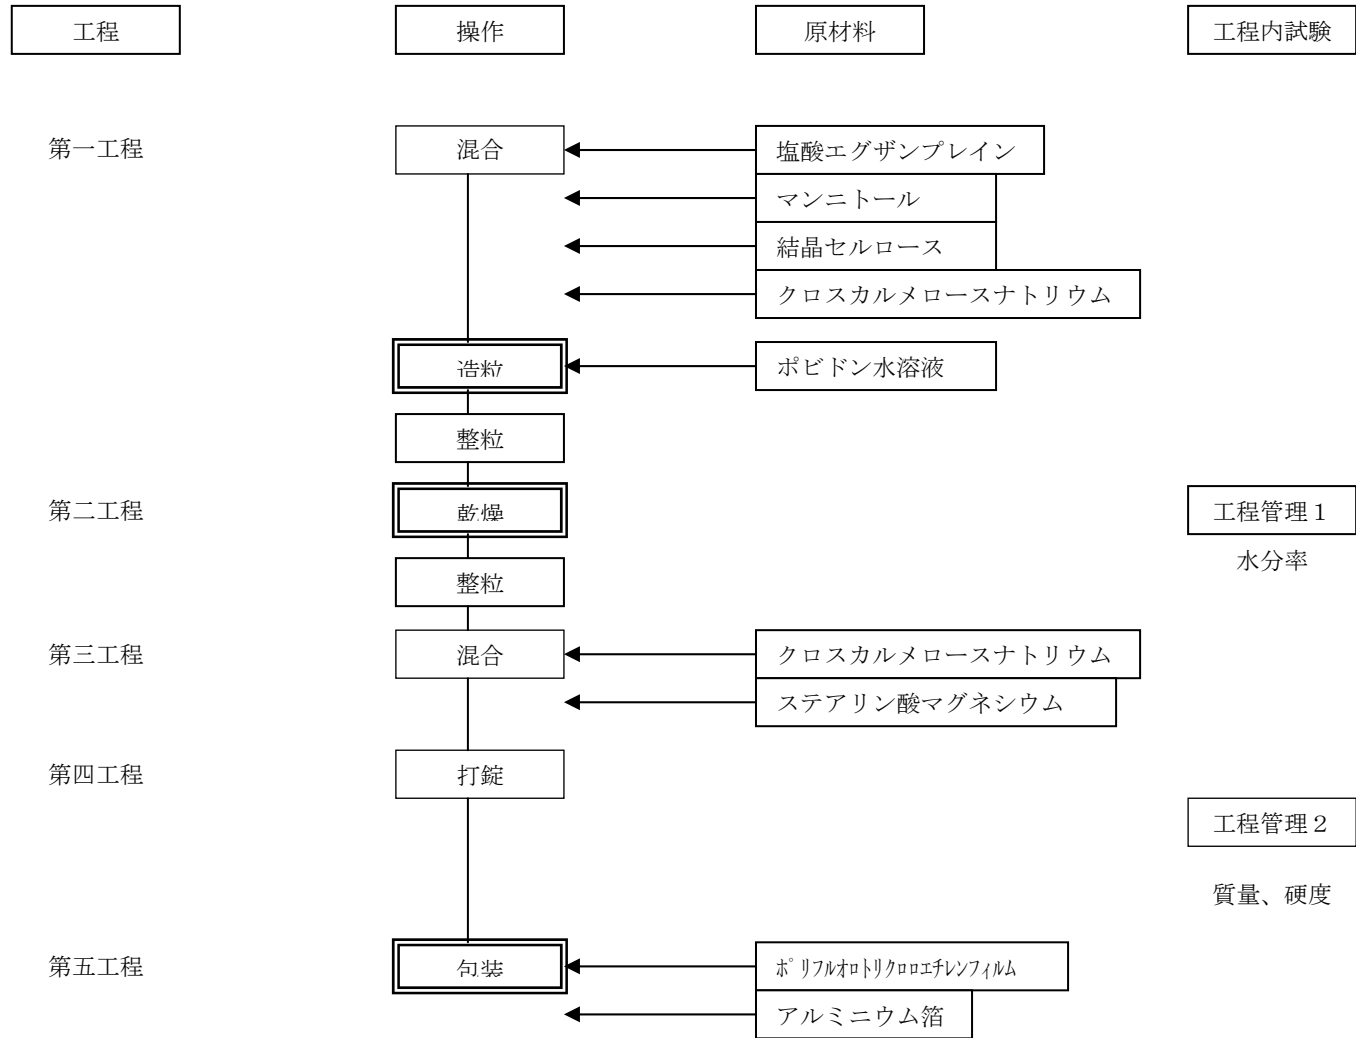 工程
操作
原材料
工程内試験
第一工程
混合
塩酸エグザンプレイン
マンニトール
結晶セルロース
クロスカルメロースナトリウム
造粒
ポビドン水溶液
整粒
第二工程
乾燥
工程管理１
水分率
整粒
第三工程
混合
クロスカルメロースナトリウム
ステアリン酸マグネシウム
第四工程
打錠
工程管理２
質量、硬度
第五工程
包装
ﾎﾟﾘﾌﾙｵﾛﾄﾘｸﾛﾛｴﾁﾚﾝﾌｨﾙﾑ
アルミニウム箔